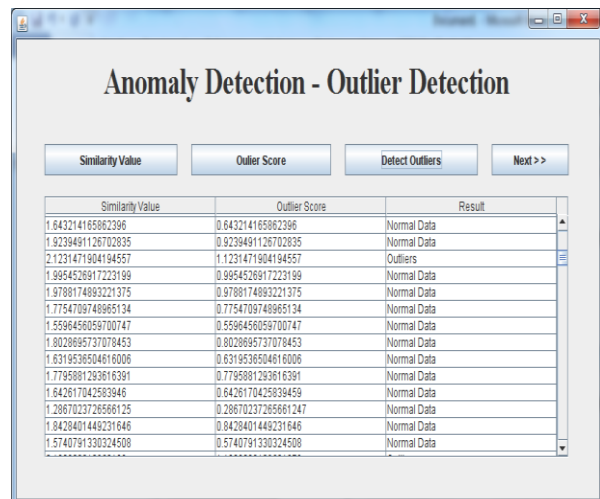 Anomaly Detection - Outlier Detection
Similarity Value Oulier Score Detect Outliers Next >>
Similarity Value Outlier Score Result
1.643214165862396 0.643214165862396 Normal Data
1.9239491126702835 0.9239491126702835 Normal Data
2.1231471904194557 1.1231471904194557 Outliers
1.9954526917223199 0.9954526917223199 Normal Data
1.9788174893221375 0.9788174893221375 Normal Data
1.7754709748965134 0.7754709748965134 Normal Data
1.5596456059700747 0.5596456059700747 Normal Data
1.8028695737078453 0.8028695737078453 Normal Data
1.6319536504616006 0.6319536504616006 Normal Data
1.7795881293616391 0.7795881293616391 Normal Data
1.642617042583946 0.6426170425839459 Normal Data
1.2867023726566125 0.28670237265661247 Normal Data
1.8428401449231646 0.8428401449231646 Normal Data
1.5740791330324508 0.5740791330324508 Normal Data